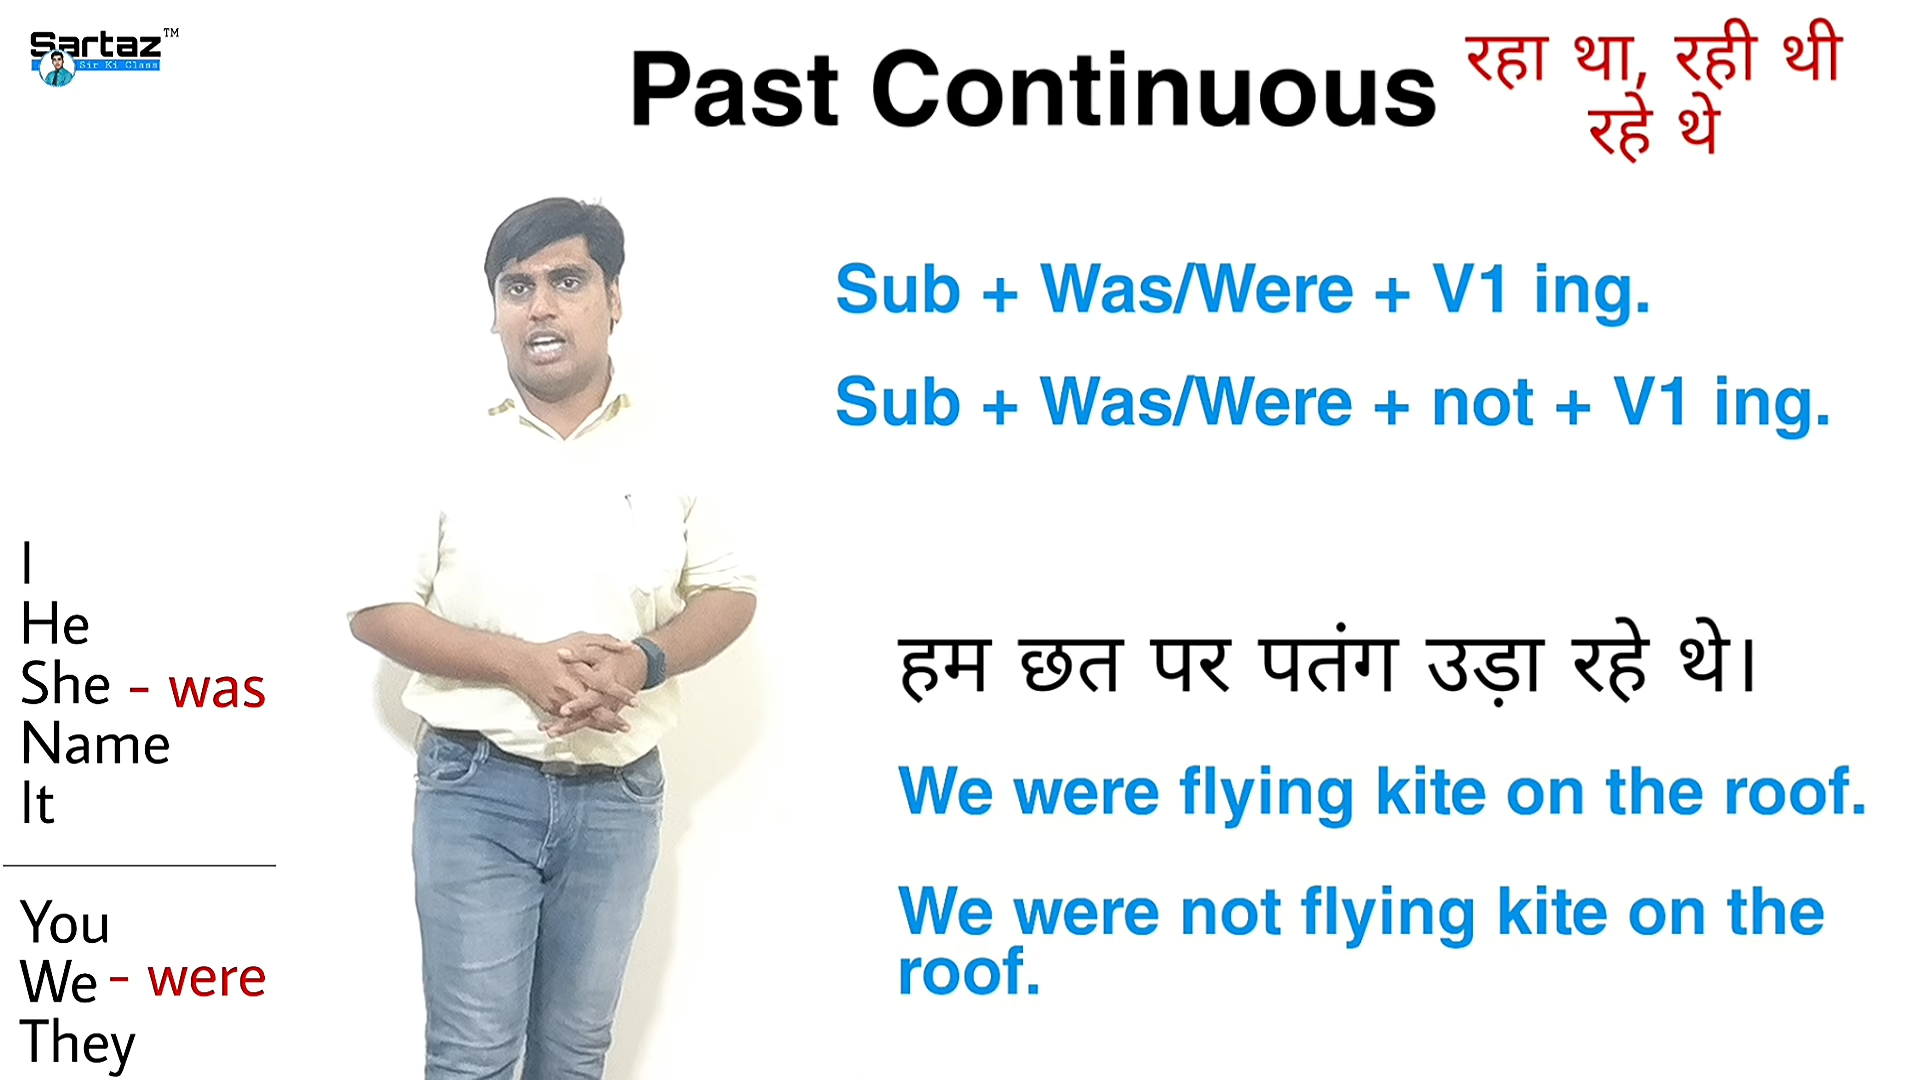 Sartaz™
Sir Ki Class
Past Continuous
रहा था, रही थी
रहे थे
Sub + Was/Were + V1 ing.
Sub + Was/Were + not + V1 ing.
I
He
She - was
Name
It
You
We - were
They
हम छत पर पतंग उड़ा रहे थे।
We were flying kite on the roof.
We were not flying kite on the
roof.